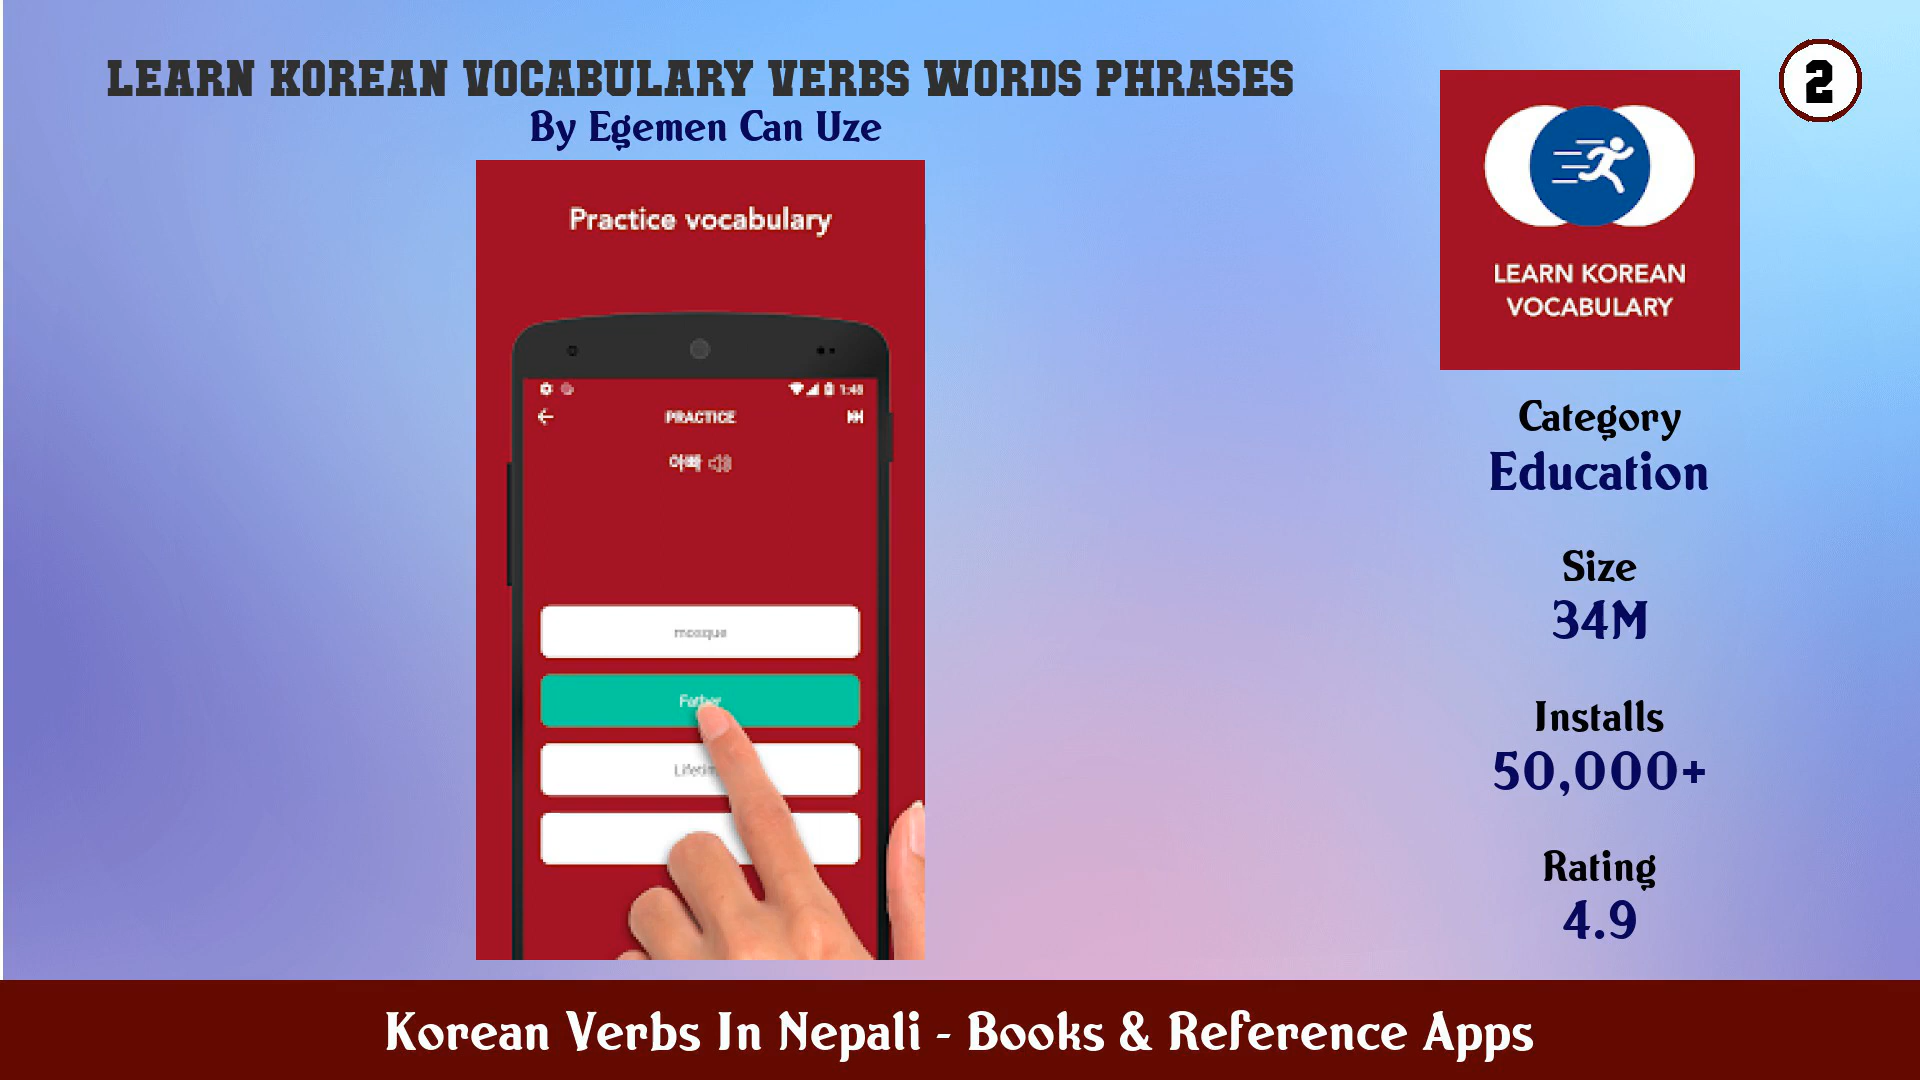 LEARN KOREAN VOCABULARY VERBS WORDS PHRASES
By Egemen Can Uze
2
Practice vocabulary
1:48
PRACTICE
아빠
mosque
Father
LEARN KOREAN
VOCABULARY
Category
Education
Size
34M
Installs
50,000+
Rating
4.9
Korean Verbs In Nepali - Books & Reference Apps